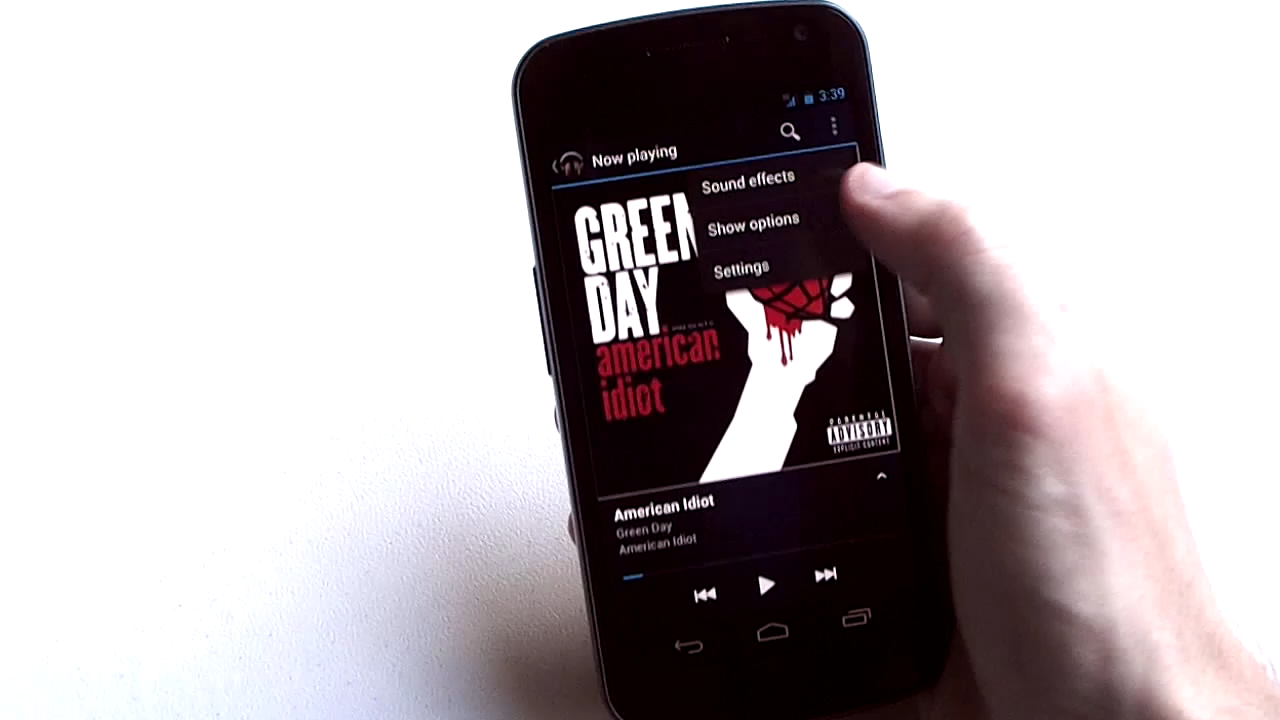 3:39
Now playing
Sound effects
Show options
Settings
GREEN
DAY
american
idiot
PARENTAL
ADVISORY
EXPLICIT CONTENT
American Idiot
Green Day
American Idiot